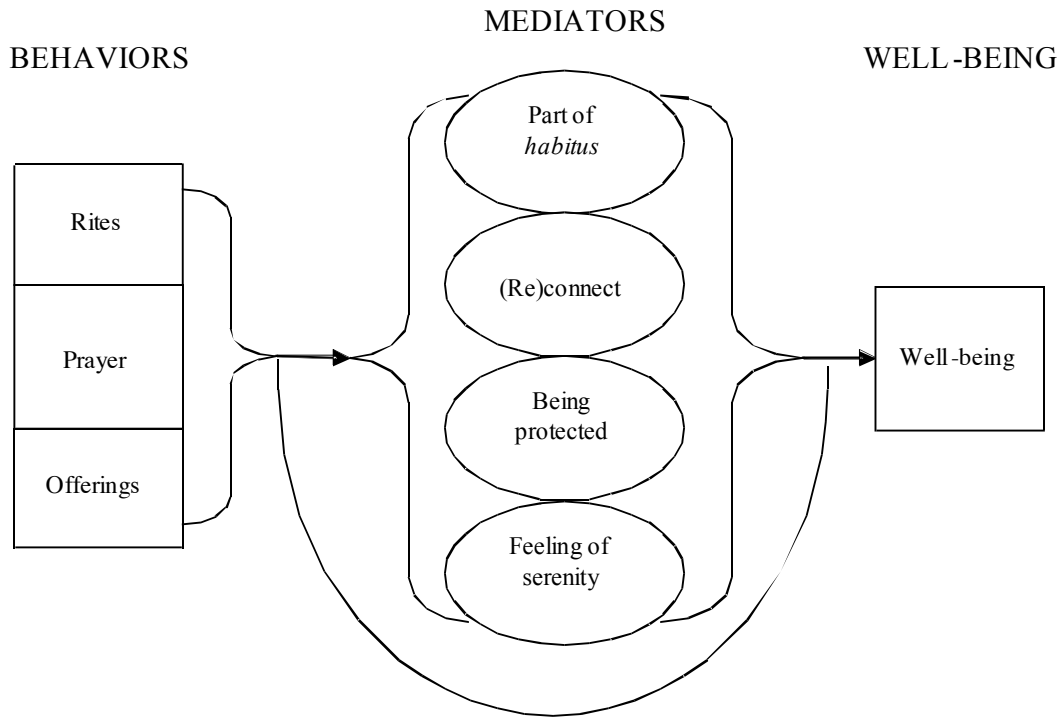 MEDIATORS
BEHAVIORS
WELL-BEING
Part of
habitus
Rites
(Re)connect
Prayer
Well-being
Being
protected
Offerings
Feeling of
serenity